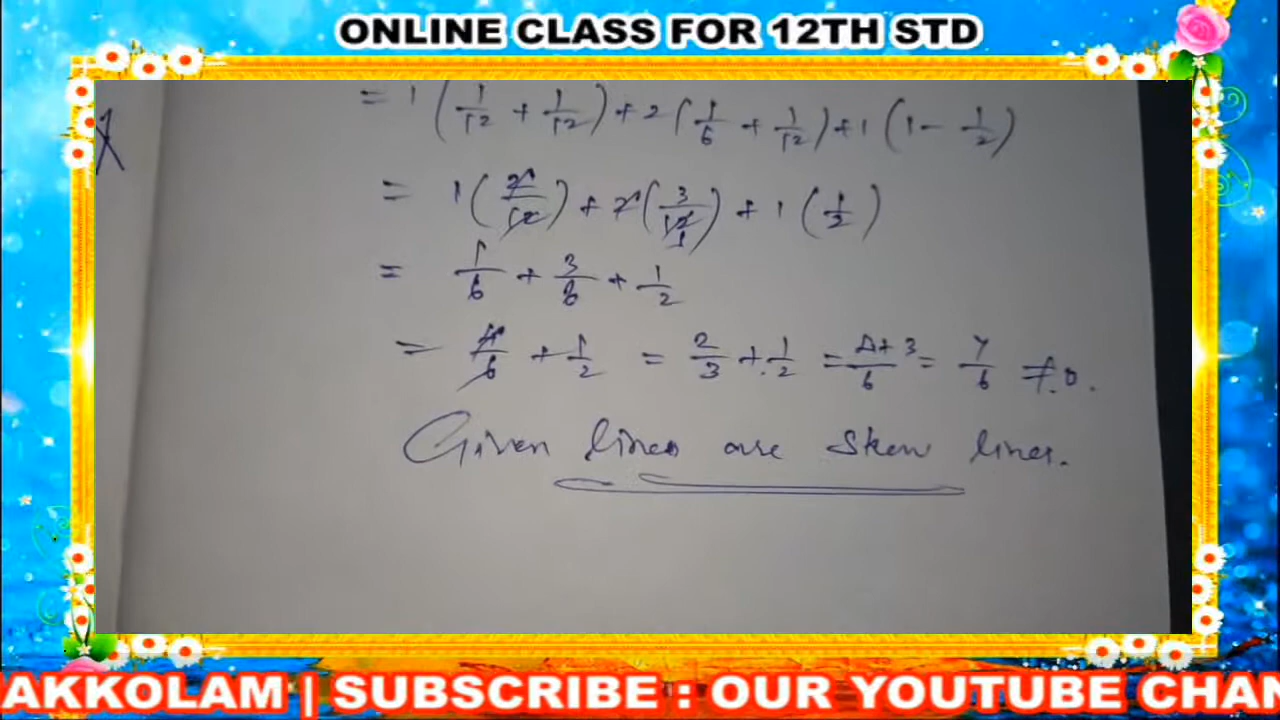 ONLINE CLASS FOR 12TH STD
= 1 (1/12 + 1/12) + 2 (1/6 + 1/12) + 1 (1 - 1/2)
= 1 (2/12) + 2 (3/12) + 1 (1/2)
= 1/6 + 3/6 + 1/2
= 4/6 + 1/2 = 2/3 + 1/2 = 4+3/6 = 7/6 ≠ 0.
Given lines are skew lines.
AKKOLAM | SUBSCRIBE : OUR YOUTUBE CHAN